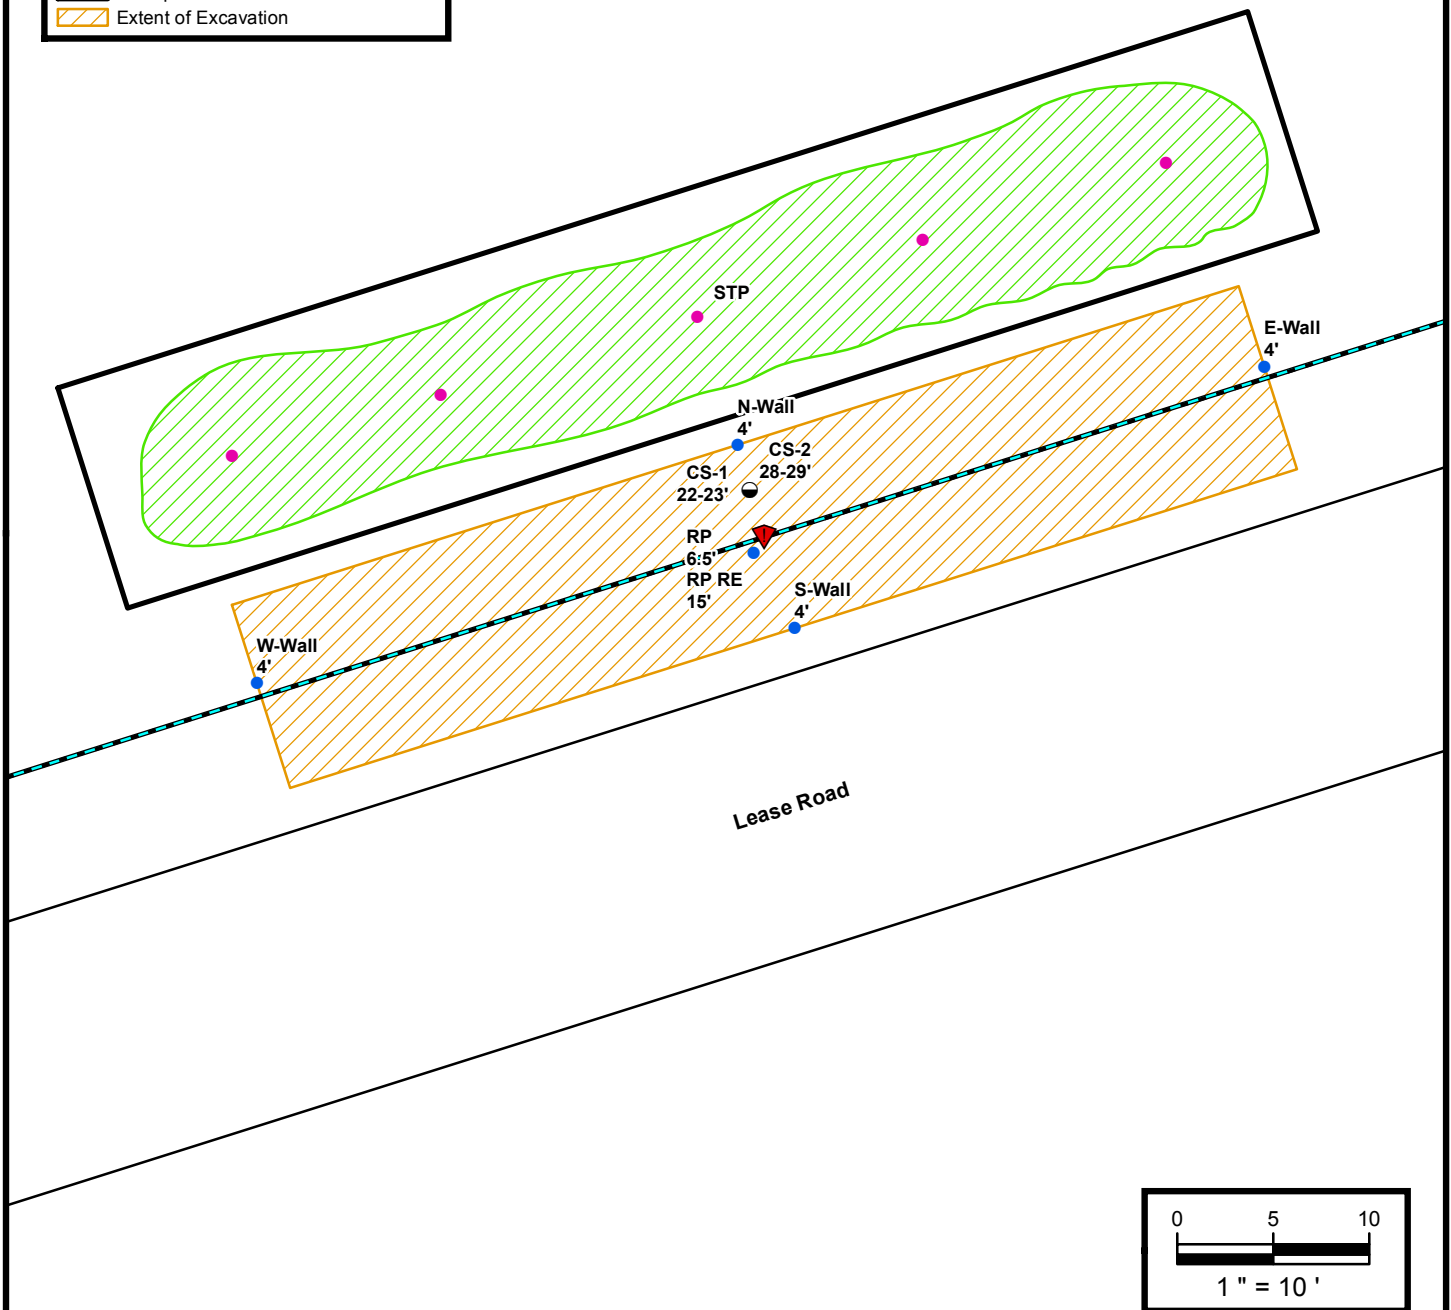 Extent of Excavation
STP
E-Wall
4'
N-Wall
4'
CS-2
28-29'
CS-1
22-23'
RP
6.5'
RP RE
15'
S-Wall
4'
W-Wall
4'
Lease Road
0 5 10
1 " = 10 '